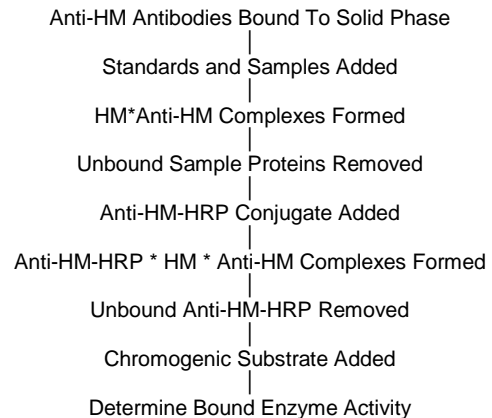 Anti-HM Antibodies Bound To Solid Phase
Standards and Samples Added
HM*Anti-HM Complexes Formed
Unbound Sample Proteins Removed
Anti-HM-HRP Conjugate Added
Anti-HM-HRP * HM * Anti-HM Complexes Formed
Unbound Anti-HM-HRP Removed
Chromogenic Substrate Added
Determine Bound Enzyme Activity